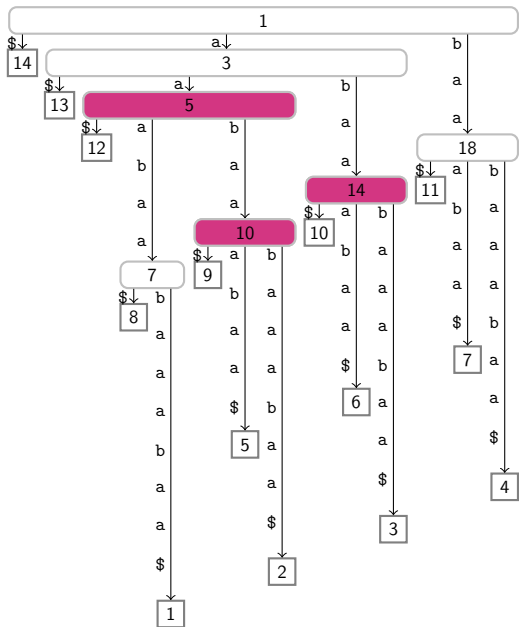 1
$ a b
14 3 a
$ a b
13 5 a
$ a b a
12 18
b a a $ a b
14 11
a a $ a b b a
10 10
a $ a b b a a a
7 9
$ b b a a a a a
8
a a a a $ b
7
a a a $ b a
6
a $ b a a
5
b a a $
4
a a $
3
a $
2
$
1